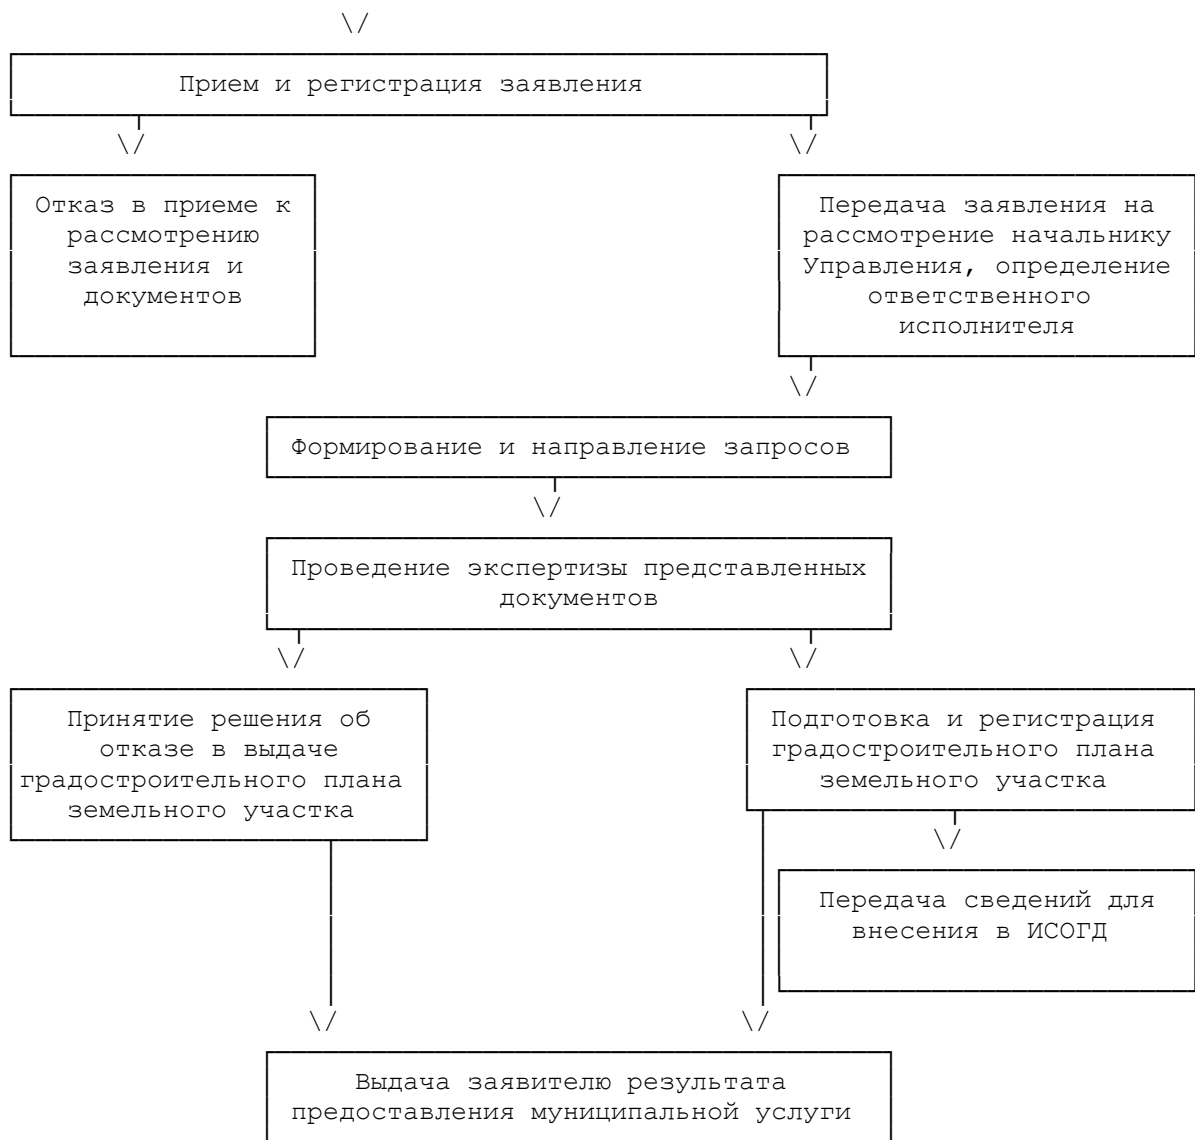 Прием и регистрация заявления
Отказ в приеме к
рассмотрению
заявления и
документов
Передача заявления на
рассмотрение начальнику
Управления, определение
ответственного
исполнителя
Формирование и направление запросов
Проведение экспертизы представленных
документов
Принятие решения об
отказе в выдаче
градостроительного плана
земельного участка
Подготовка и регистрация
градостроительного плана
земельного участка
Передача сведений для
внесения в ИСОГД
Выдача заявителю результата
предоставления муниципальной услуги